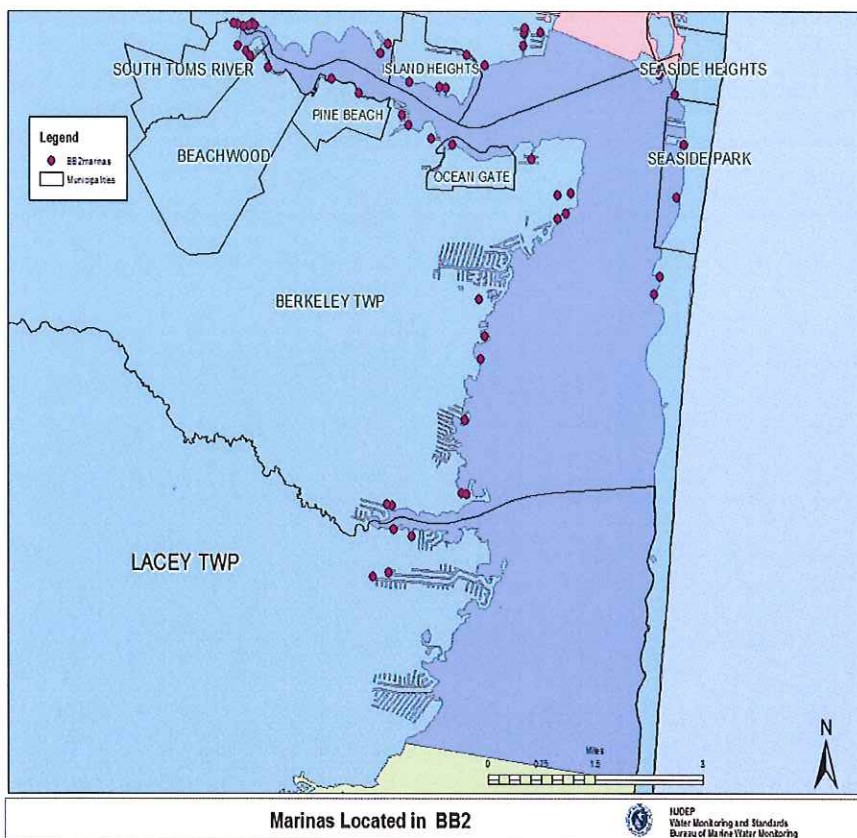 SOUTH TOMS RIVER
ISLAND HEIGHTS
SEASIDE HEIGHTS
Legend
BB2marinas
Municipalities
PINE BEACH
BEACHWOOD
OCEAN GATE
SEASIDE PARK
BERKELEY TWP
LACEY TWP
N
Miles
0 0.75 1.5 3
Marinas Located in BB2
NJDEP
Water Monitoring and Standards
Bureau of Marine Water Monitoring